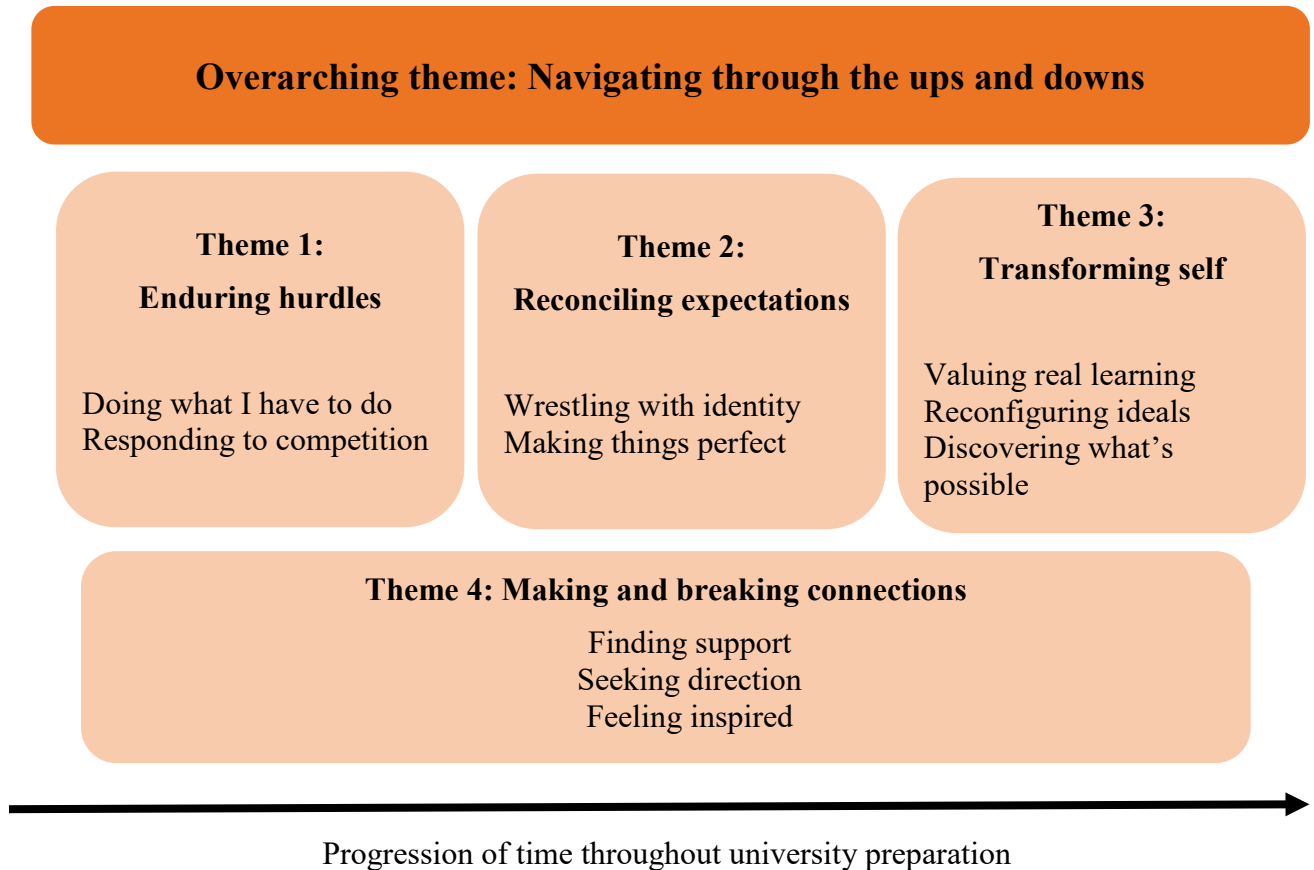 Overarching theme: Navigating through the ups and downs
Theme 1:
Enduring hurdles
Doing what I have to do
Responding to competition
Theme 2:
Reconciling expectations
Wrestling with identity
Making things perfect
Theme 3:
Transforming self
Valuing real learning
Reconfiguring ideals
Discovering what’s
possible
Theme 4: Making and breaking connections
Finding support
Seeking direction
Feeling inspired
Progression of time throughout university preparation